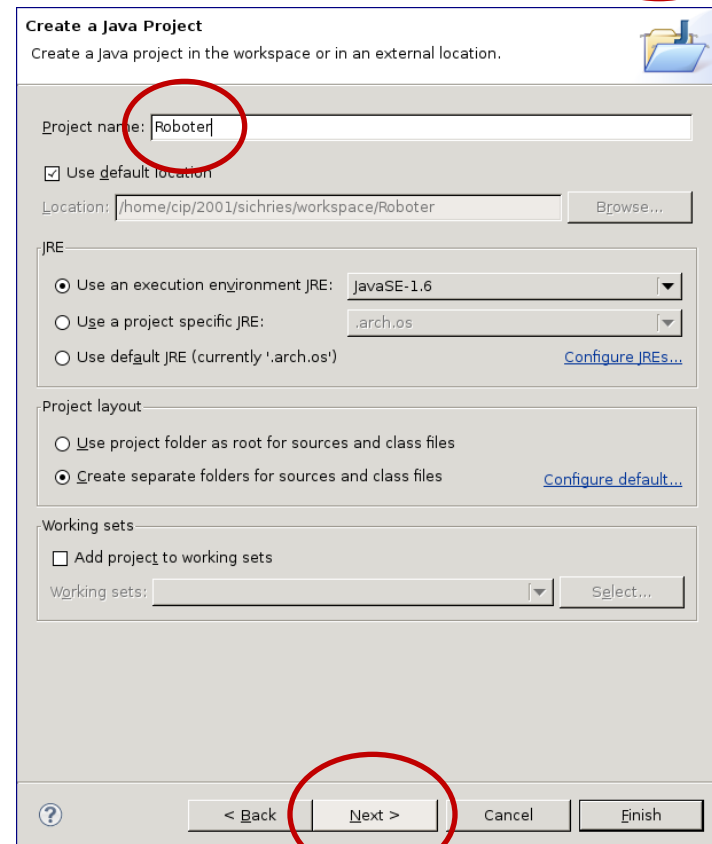 Create a Java Project
Create a Java project in the workspace or in an external location.
Project name: Roboter
Use default location
Location: /home/cip/2001/sichries/workspace/Roboter Browse...
JRE
Use an execution environment JRE: JavaSE-1.6
Use a project specific JRE: .arch.os
Use default JRE (currently '.arch.os') Configure JREs...
Project layout
Use project folder as root for sources and class files
Create separate folders for sources and class files Configure default...
Working sets
Add project to working sets
Working sets: Select...
? < Back Next > Cancel Finish